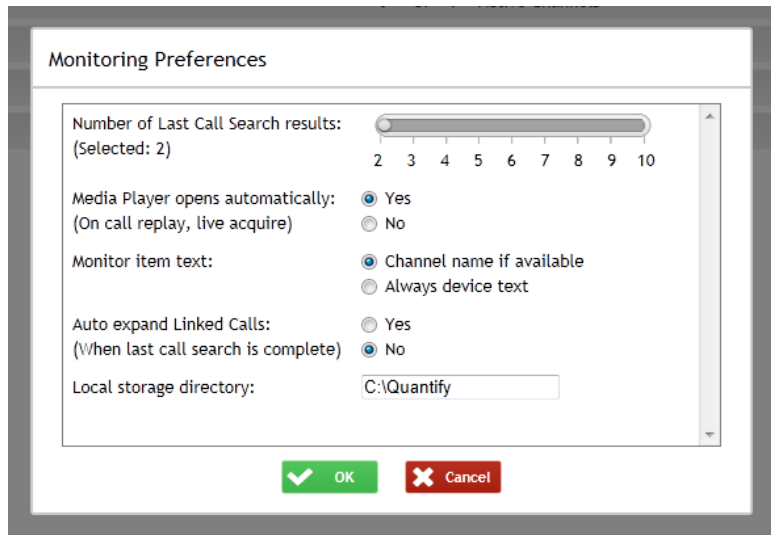 Monitoring Preferences
Number of Last Call Search results:
(Selected: 2)
2 3 4 5 6 7 8 9 10
Media Player opens automatically:
(On call replay, live acquire)
Yes
No
Monitor item text:
Channel name if available
Always device text
Auto expand Linked Calls:
(When last call search is complete)
Yes
No
Local storage directory:
C:\Quantify
OK
Cancel